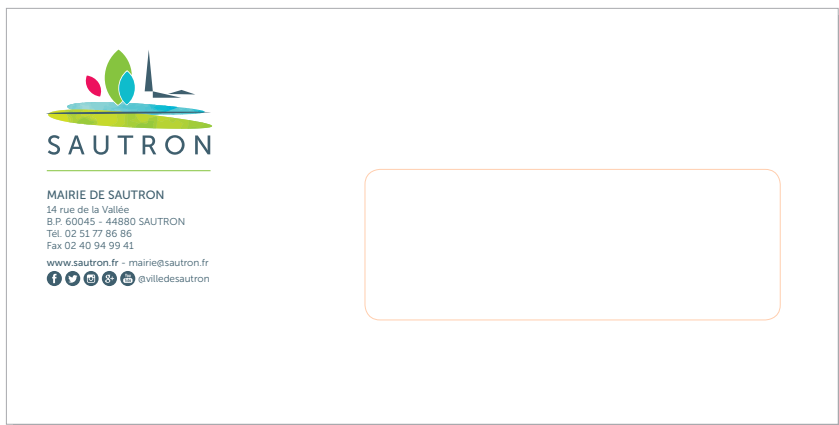 SAUTRON
MAIRIE DE SAUTRON
14 rue de la Vallée
B.P. 60045 - 44880 SAUTRON
Tél. 02 51 77 86 86
Fax 02 40 94 99 41
www.sautron.fr - mairie@sautron.fr
@villedesautron